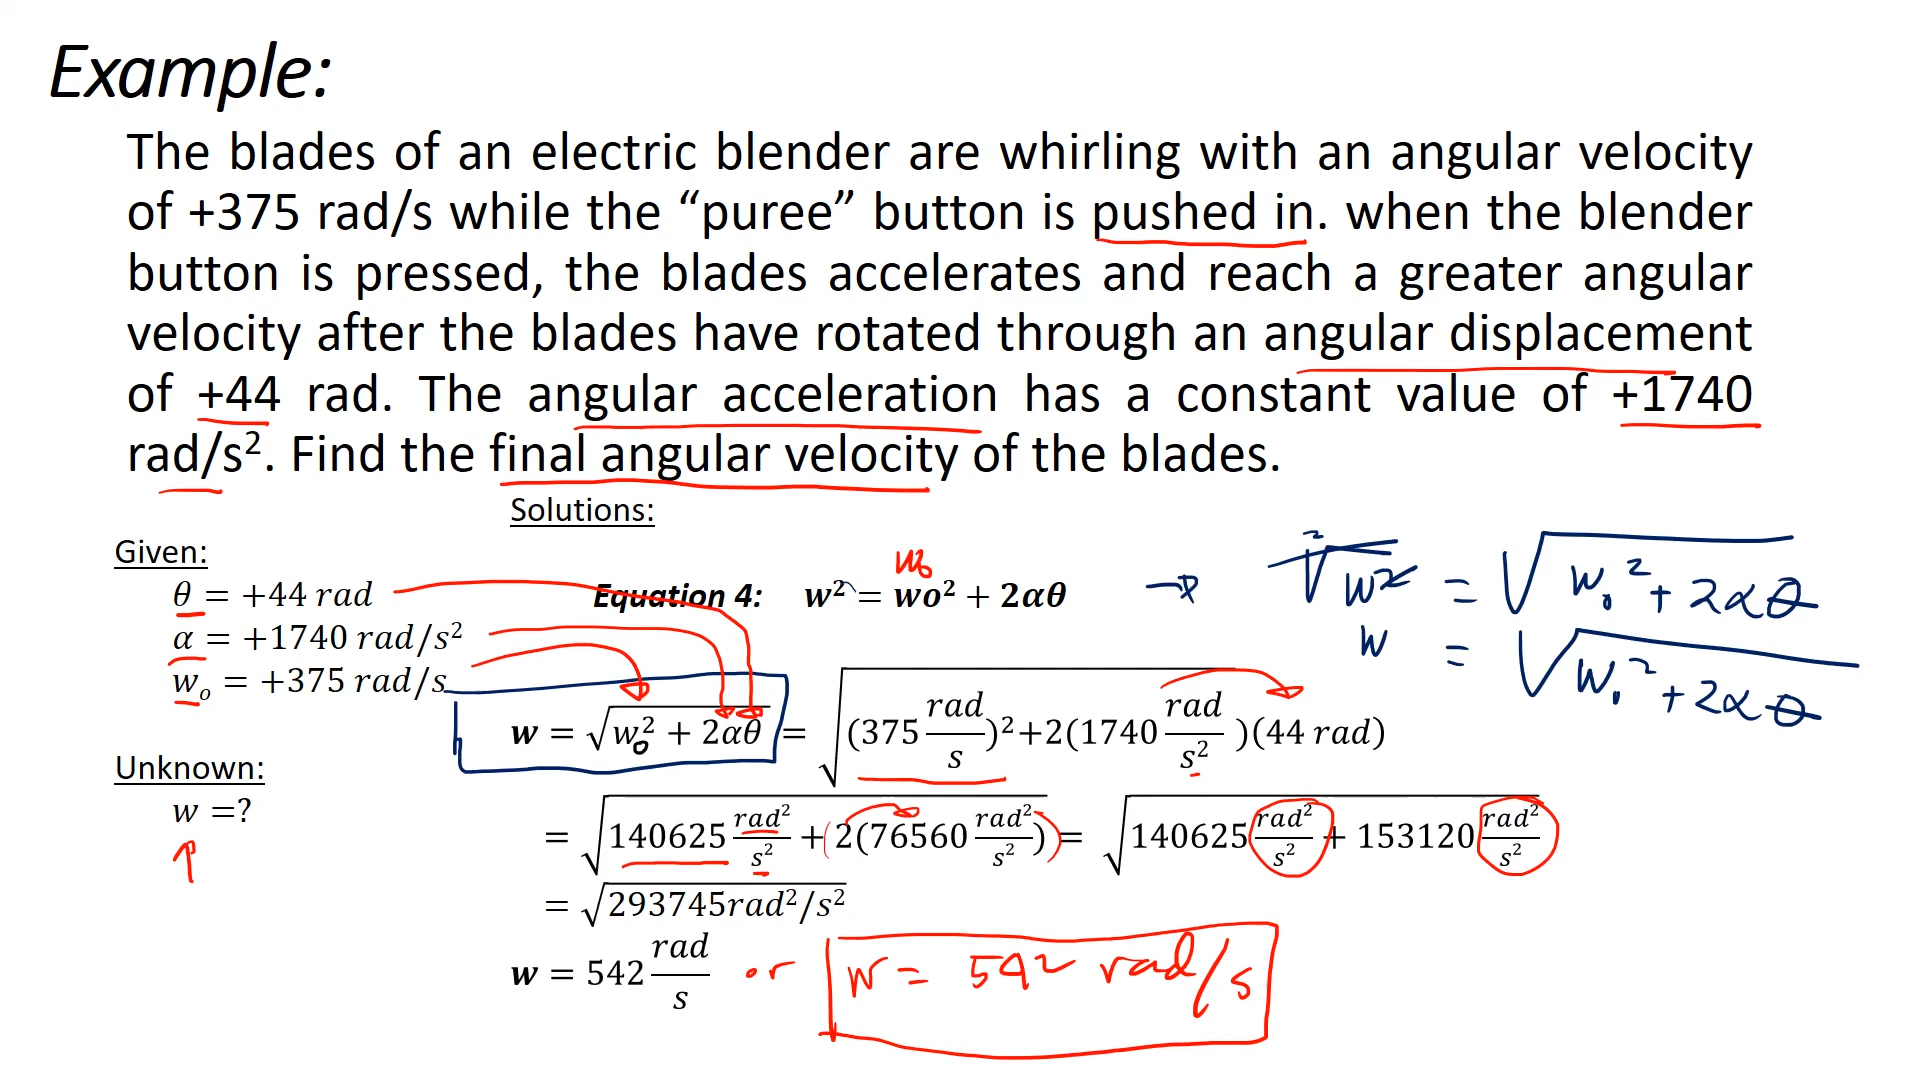 Example:
The blades of an electric blender are whirling with an angular velocity
of +375 rad/s while the “puree” button is pushed in. when the blender
button is pressed, the blades accelerates and reach a greater angular
velocity after the blades have rotated through an angular displacement
of +44 rad. The angular acceleration has a constant value of +1740
rad/s². Find the final angular velocity of the blades.
Solutions:
Given:
θ = +44 rad
α = +1740 rad/s²
wₒ = +375 rad/s
Unknown:
w =?
w₀
Equation 4: w² = wo² + 2αθ
²√w² = √w₀² + 2αθ
w = √w₀² + 2αθ
w = √w₀² + 2αθ = √(375 rad/s)²+2(1740 rad/s² )(44 rad)
= √140625 rad²/s² + (2(76560 rad²/s²)) = √140625 rad²/s² + 153120 rad²/s²
= √293745rad²/s²
w = 542 rad/s or w = 542 rad/s